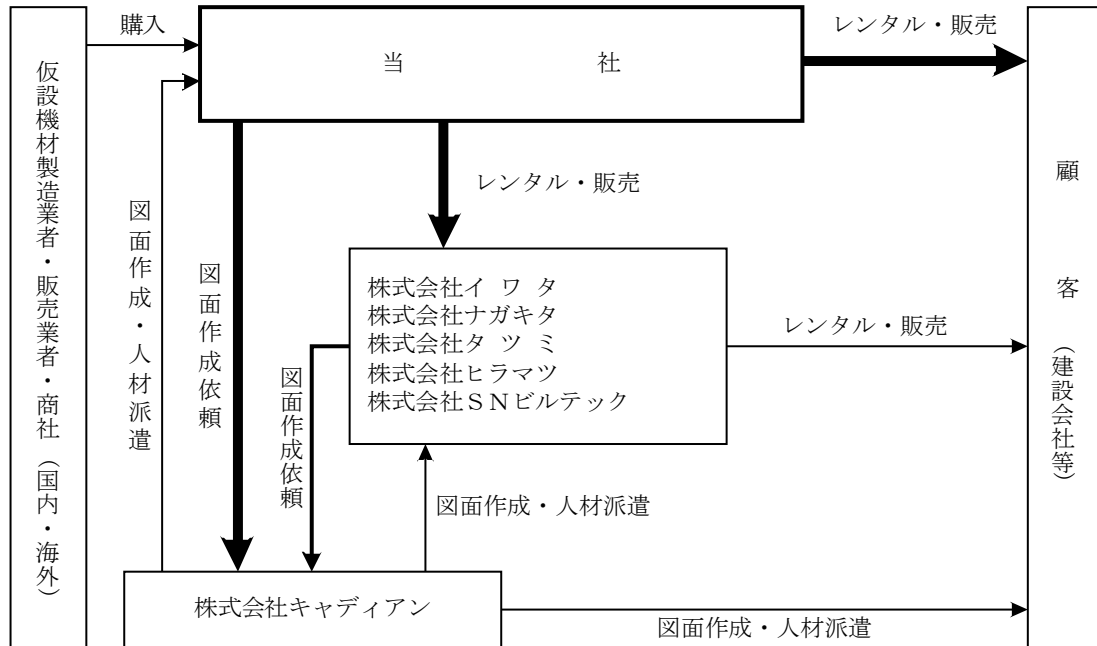 購入
レンタル・販売
当社
仮設機材製造業者・販売業者・商社（国内・海外）
顧客（建設会社等）
図面作成・人材派遣
図面作成依頼
レンタル・販売
株式会社イワタ
株式会社ナガキタ
株式会社タツミ
株式会社ヒラマツ
株式会社ＳＮビルテック
レンタル・販売
図面作成依頼
図面作成・人材派遣
株式会社キャディアン
図面作成・人材派遣